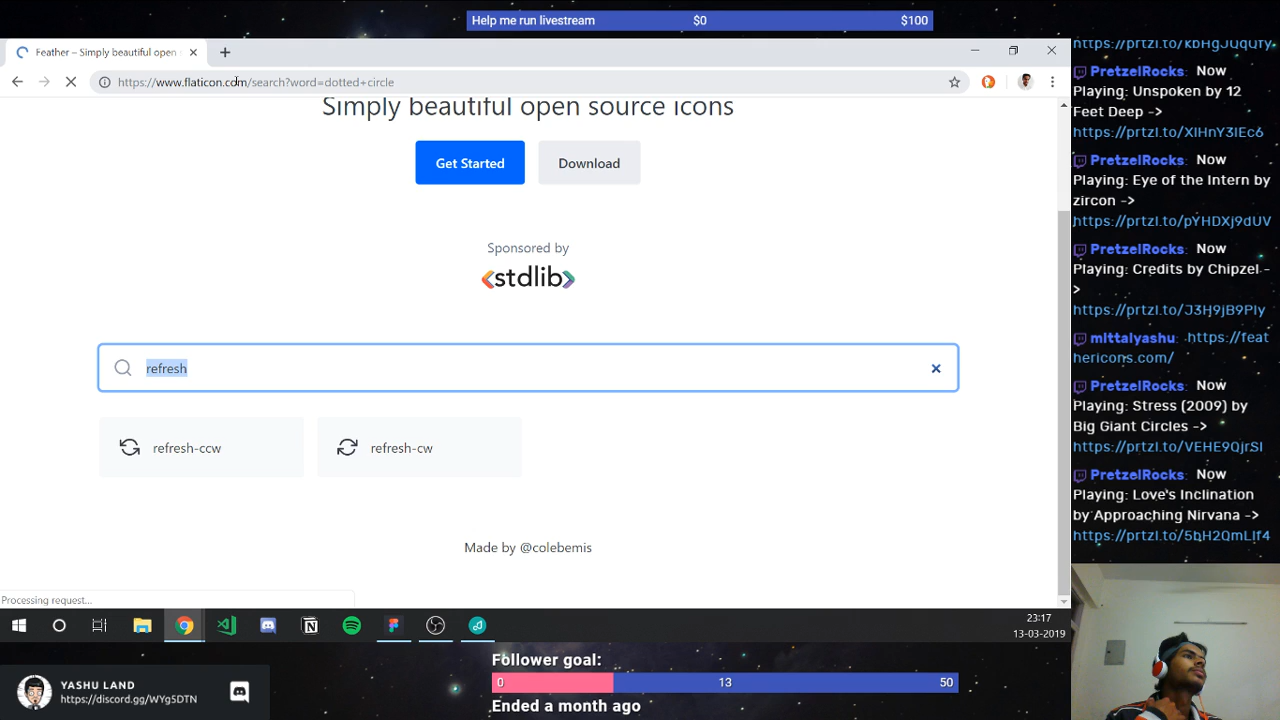 Help me run livestream $0 $100
Feather – Simply beautiful open
https://www.flaticon.com/search?word=dotted+circle
Simply beautiful open source icons
Get Started
Download
Sponsored by
<stdlib>
refresh
refresh-ccw
refresh-cw
Made by @colebemis
Processing request...
23:17
13-03-2019
https://prtzl.to/kbHgJQqQfy
PretzelRocks: Now
Playing: Unspoken by 12
Feet Deep ->
https://prtzl.to/XIHnY3IEc6
PretzelRocks: Now
Playing: Eye of the Intern by
zircon ->
https://prtzl.to/pYHDXj9dUV
PretzelRocks: Now
Playing: Credits by Chipzel -
>
https://prtzl.to/J3H9jB9Ply
mittalyashu: https://feat
hericons.com/
PretzelRocks: Now
Playing: Stress (2009) by
Big Giant Circles ->
https://prtzl.to/VEHE9QjrSI
PretzelRocks: Now
Playing: Love's Inclination
by Approaching Nirvana ->
https://prtzl.to/5bH2QmLIf4
YASHU LAND
https://discord.gg/WYg5DTN
Follower goal:
0 13 50
Ended a month ago